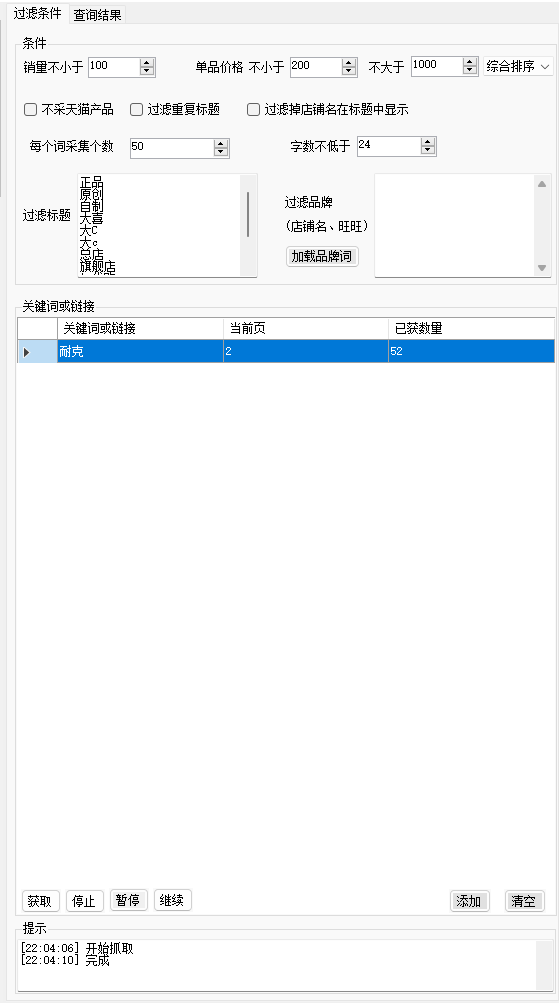 过滤条件 查询结果
条件
销量不小于 100 单品价格 不小于 200 不大于 1000 综合排序
不采天猫产品 过滤重复标题 过滤掉店铺名在标题中显示
每个词采集个数 50 字数不低于 24
过滤标题
正品
原创
自制
大喜
大C
大c
总店
旗舰店
过滤品牌
(店铺名、旺旺)
加载品牌词
关键词或链接
关键词或链接 当前页 已获数量
耐克 2 52
获取 停止 暂停 继续 添加 清空
提示
[22:04:06] 开始抓取
[22:04:10] 完成